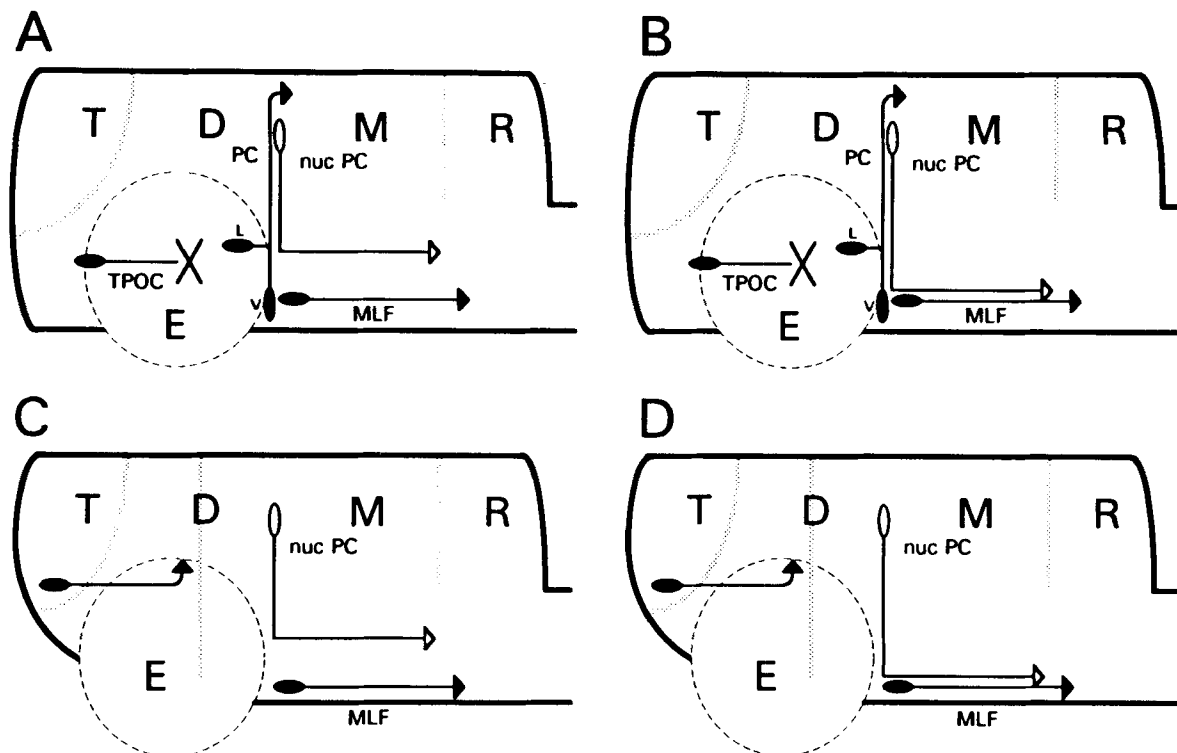 A
T D M R
PC
nuc PC
L
TPOC
V
E
MLF
B
T D M R
PC
nuc PC
L
TPOC
V
E
MLF
C
T D M R
nuc PC
E
MLF
D
T D M R
nuc PC
E
MLF